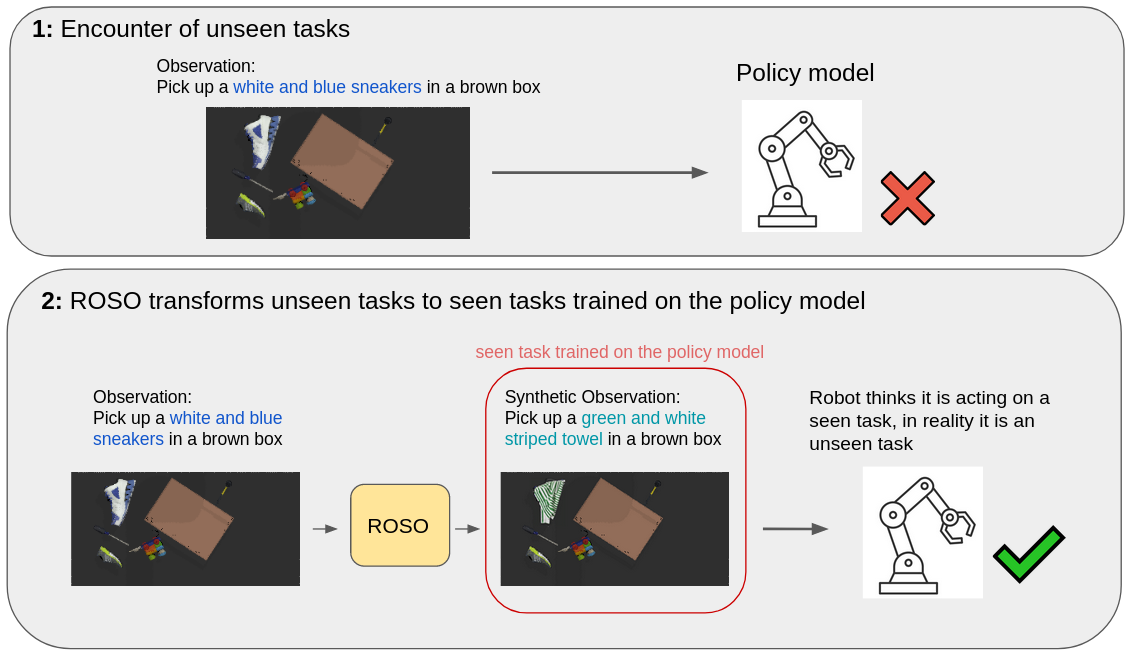 1: Encounter of unseen tasks
Observation:
Pick up a white and blue sneakers in a brown box
Policy model
2: ROSO transforms unseen tasks to seen tasks trained on the policy model
seen task trained on the policy model
Observation:
Pick up a white and blue
sneakers in a brown box
ROSO
Synthetic Observation:
Pick up a green and white
striped towel in a brown box
Robot thinks it is acting on a
seen task, in reality it is an
unseen task